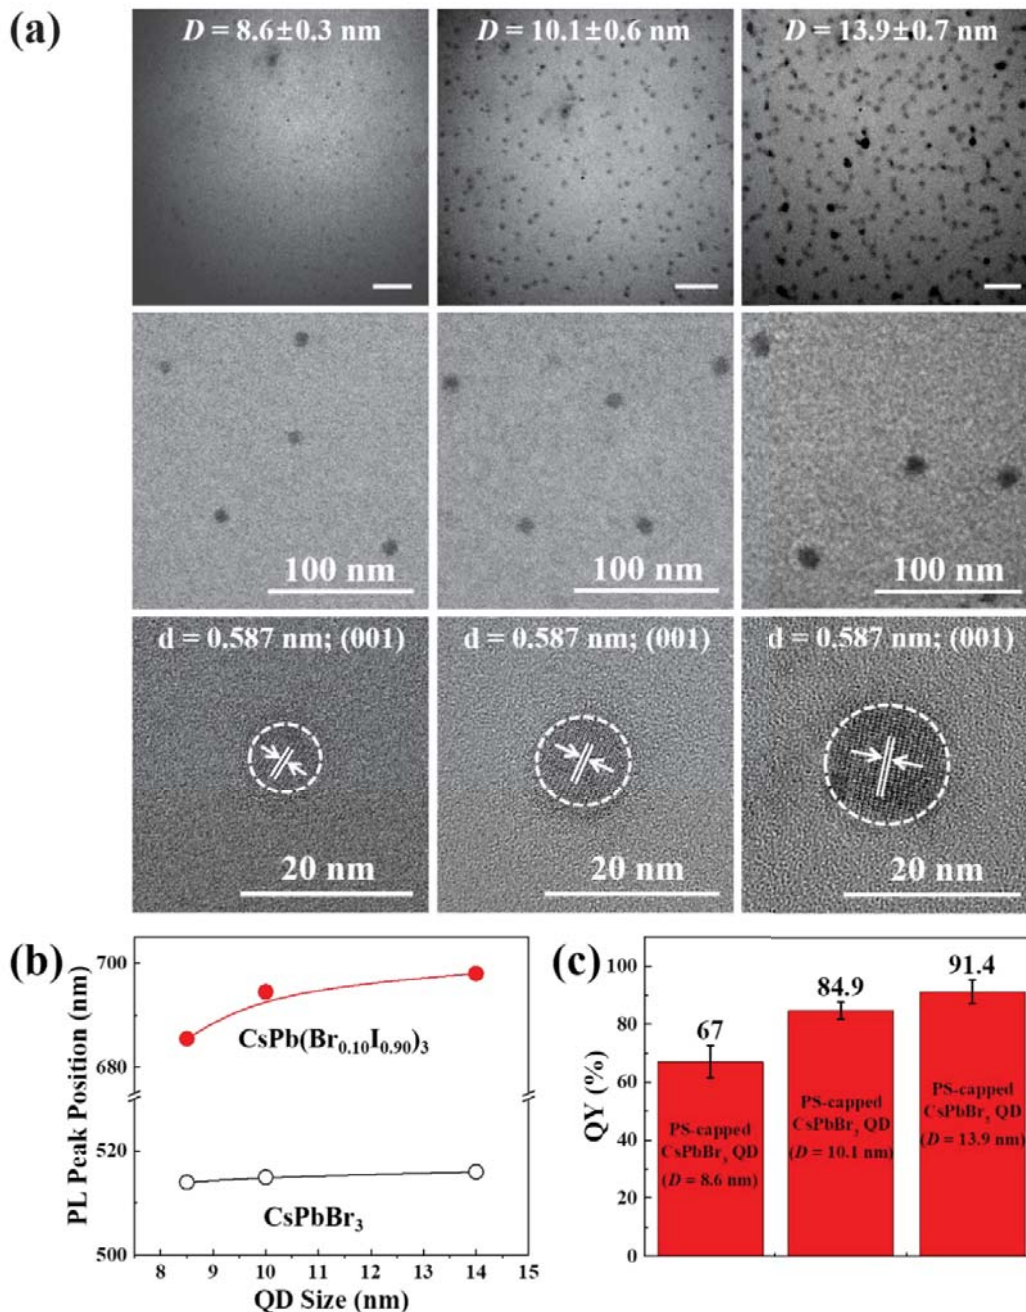 (a)
D = 8.6±0.3 nm
D = 10.1±0.6 nm
D = 13.9±0.7 nm
100 nm
100 nm
100 nm
d = 0.587 nm; (001)
d = 0.587 nm; (001)
d = 0.587 nm; (001)
20 nm
20 nm
20 nm
(b)
PL Peak Position (nm)
700
680
520
500
CsPb(Br₀.₁₀I₀.₉₀)₃
CsPbBr₃
8 9 10 11 12 13 14 15
QD Size (nm)
(c)
QY (%)
100
80
60
40
20
0
67
84.9
91.4
PS-capped
CsPbBr₃ QD
(D = 8.6 nm)
PS-capped
CsPbBr₃ QD
(D = 10.1 nm)
PS-capped
CsPbBr₃ QD
(D = 13.9 nm)